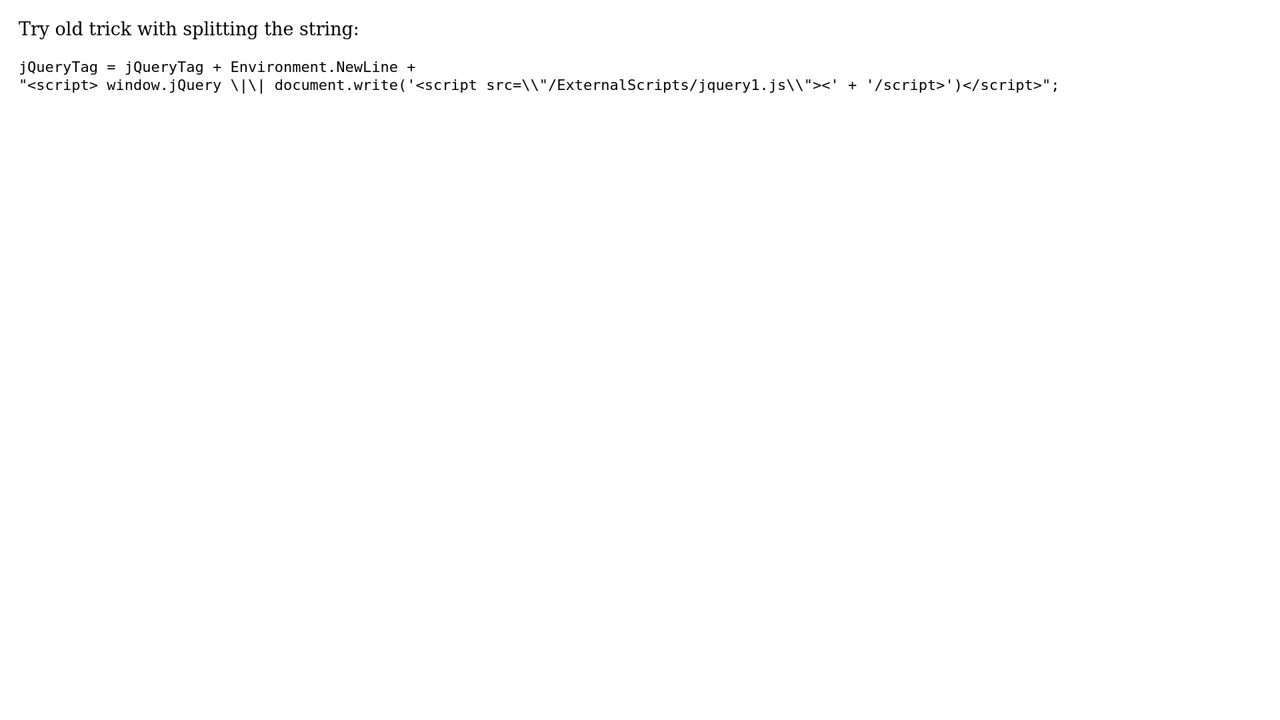 Try old trick with splitting the string:
jQueryTag = jQueryTag + Environment.NewLine +
"<script> window.jQuery \|\| document.write('<script src=\\"/ExternalScripts/jquery1.js\\"><' + '/script>')</script>";